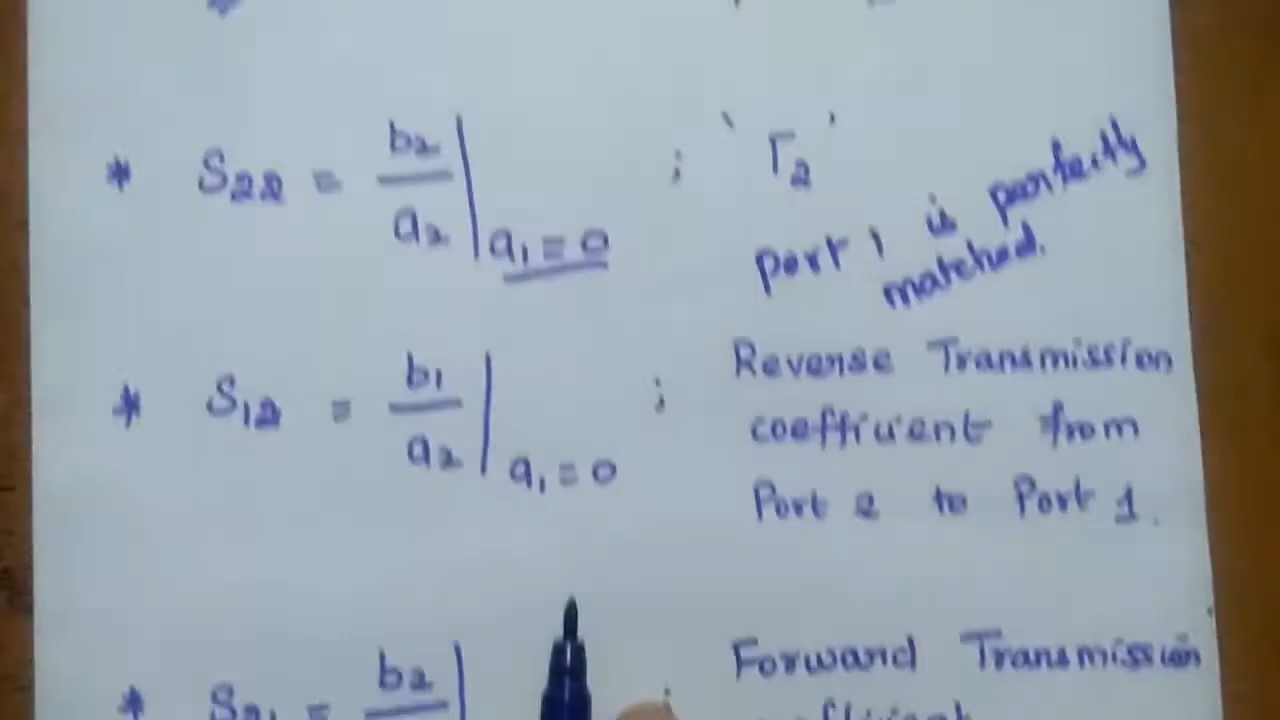 * S22 = b2/a2 | a1 = 0 ; ' Γ2 '
port 1 is perfectly
matched.
* S12 = b1/a2 | a1 = 0 ; Reverse Transmission
coefficient from
Port 2 to Port 1.
* S21 = b2 ; Forward Transmission